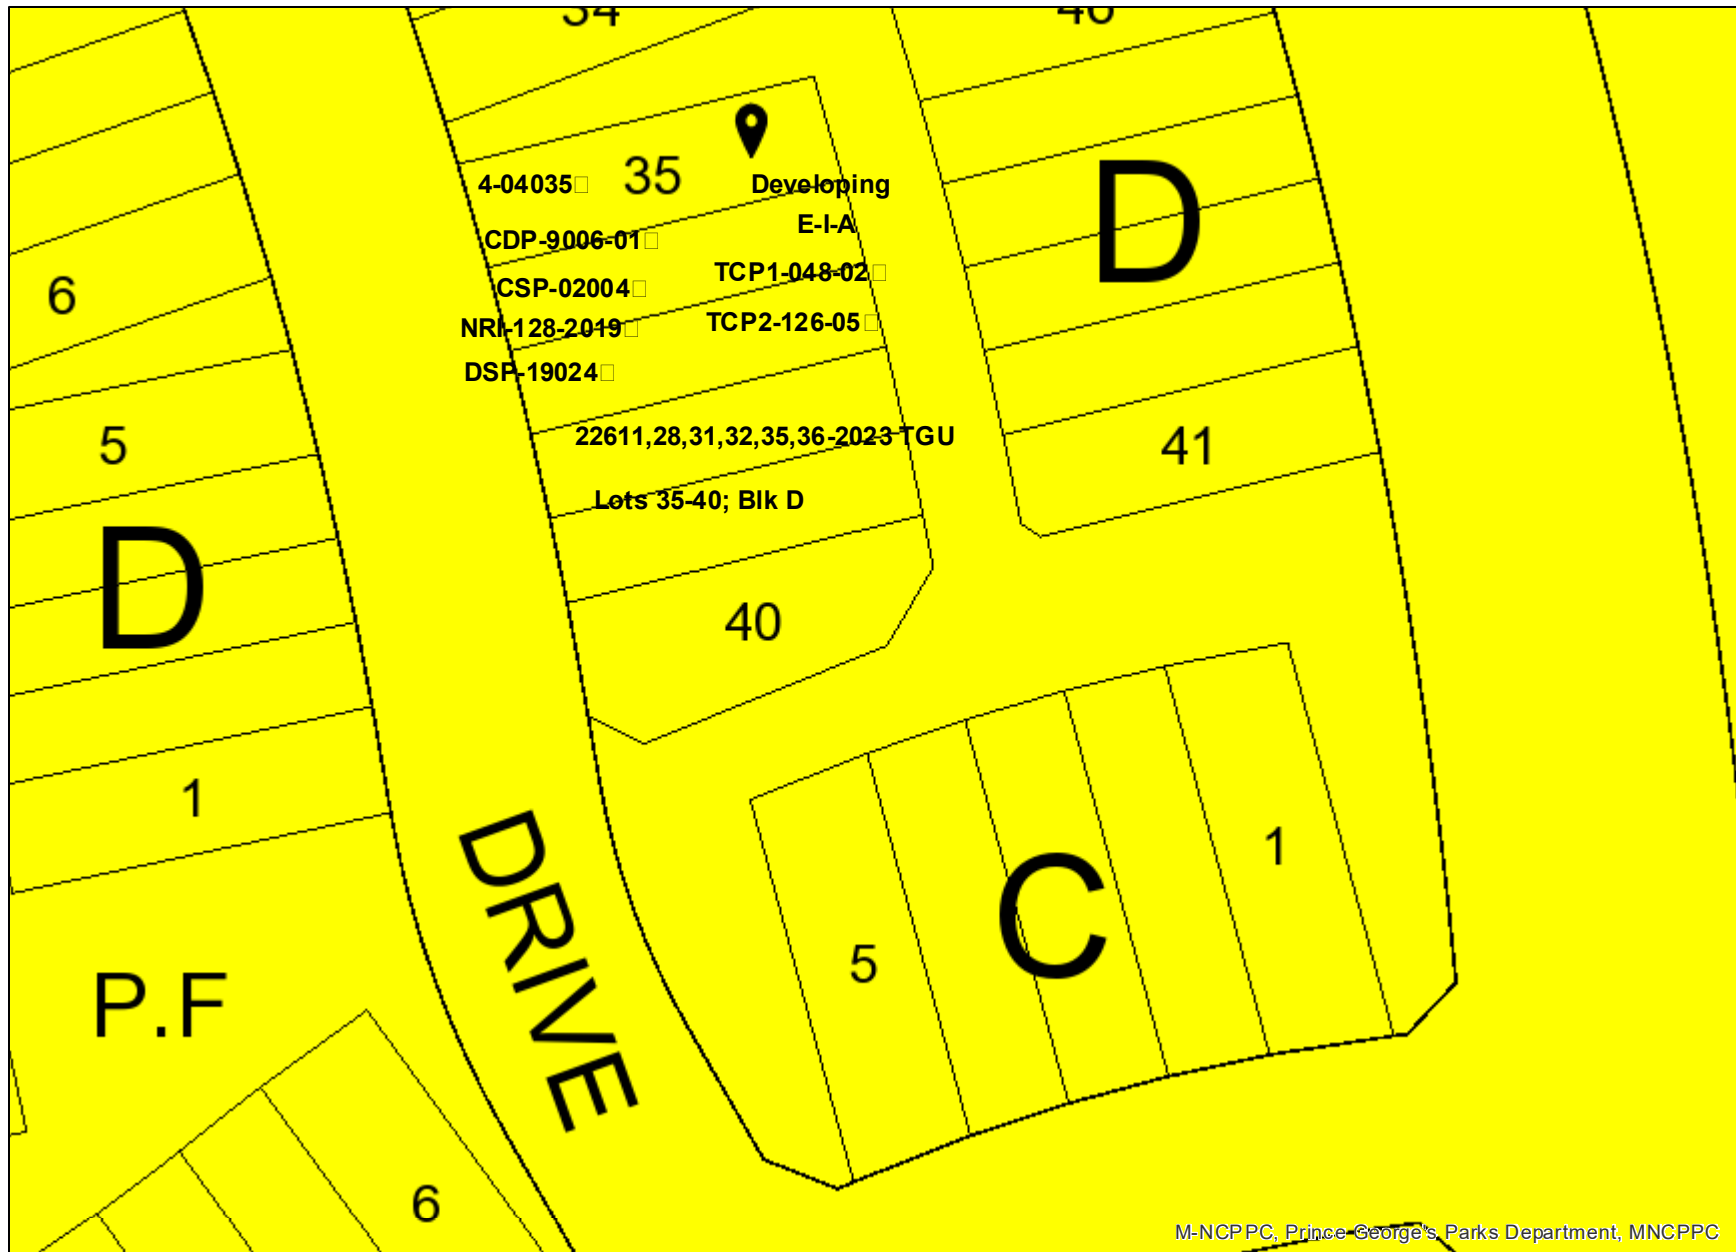 34
46
35
4-04035
Developing
E-I-A
CDP-9006-01
TCP1-048-02
CSP-02004
NRI-128-2019
TCP2-126-05
DSP-19024
22611,28,31,32,35,36-2023 TGU
Lots 35-40; Blk D
D
6
5
41
D
40
1
DRIVE
1
C
5
P.F
6
M-NCPPC, Prince George's Parks Department, MNCPPC